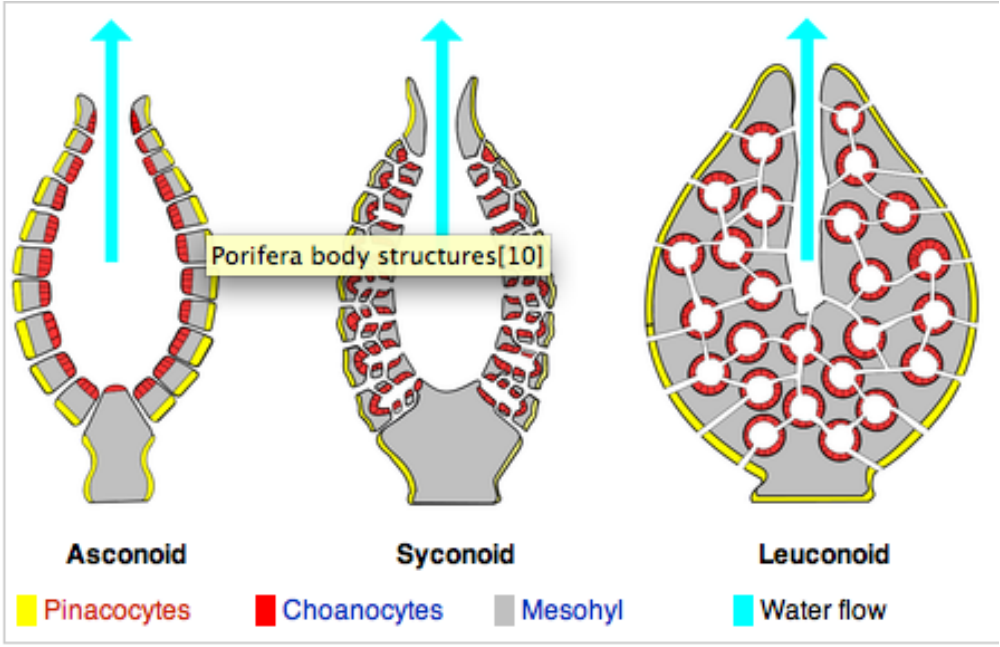 Porifera body structures[10]
Asconoid Syconoid Leuconoid
Pinacocytes Choanocytes Mesohyl Water flow